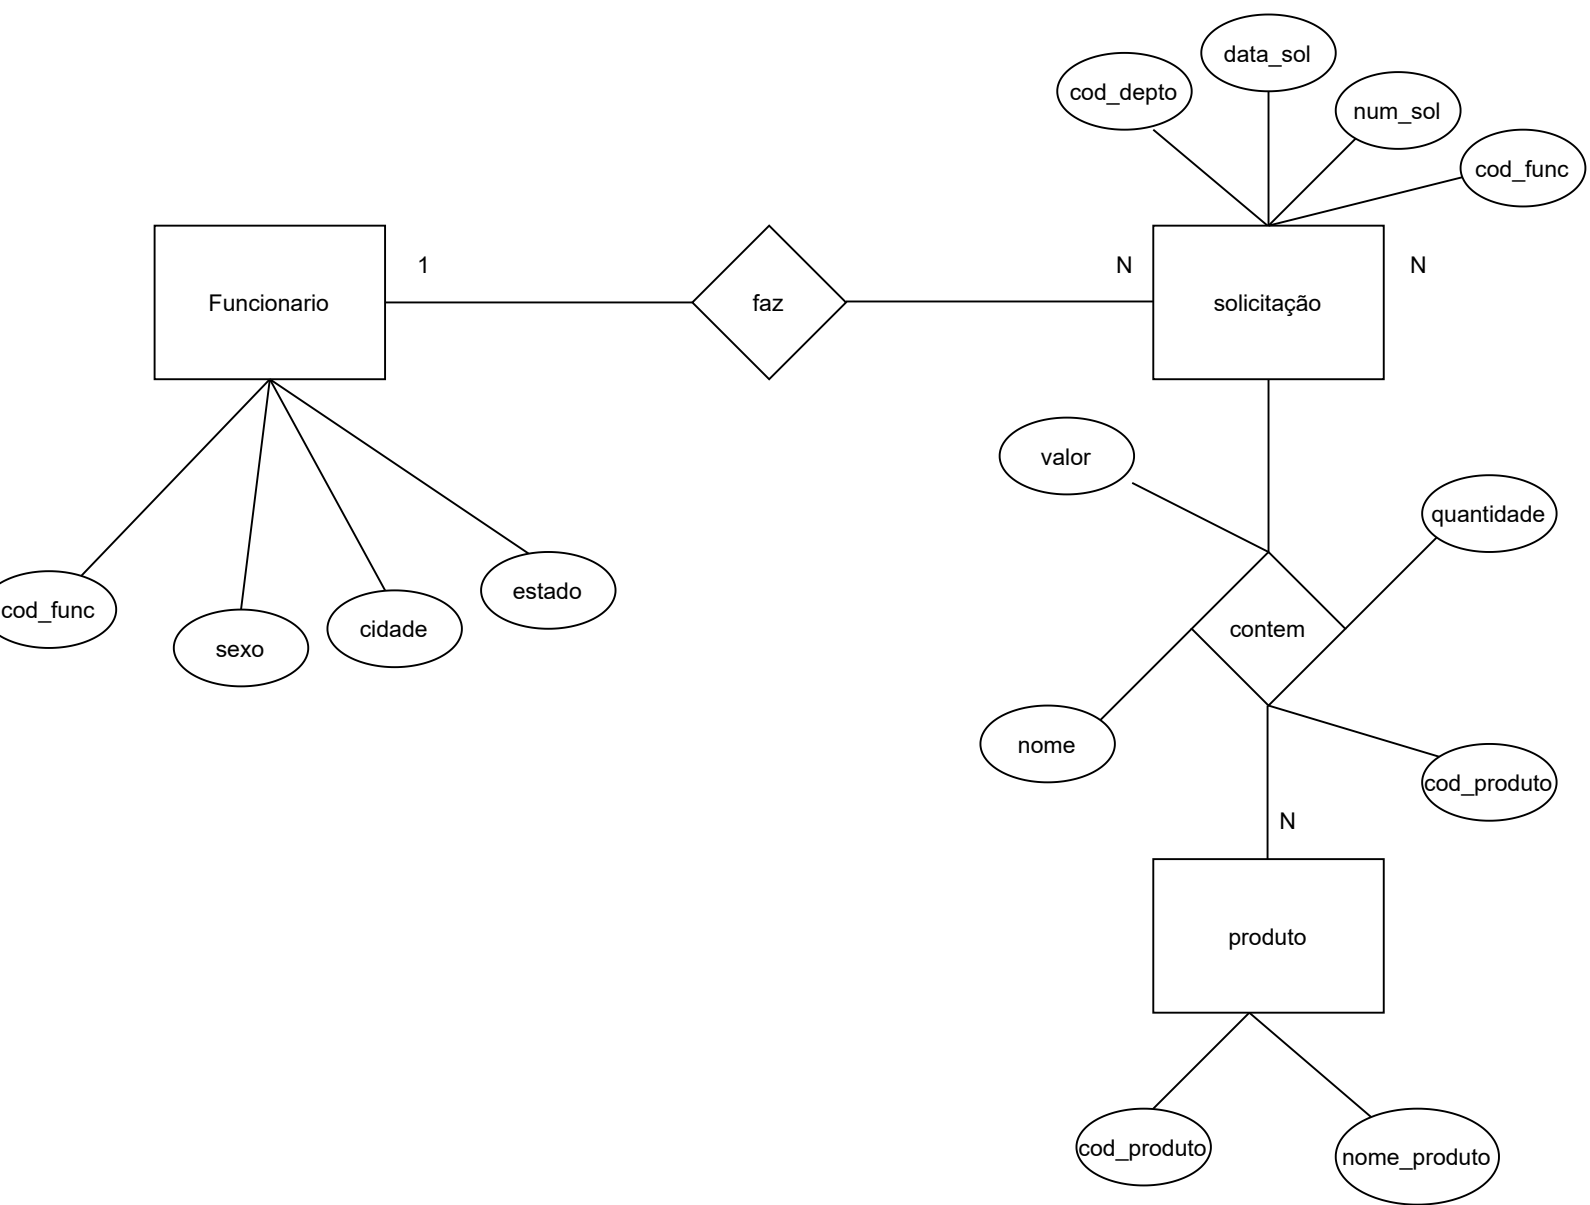 data_sol
cod_depto
num_sol
cod_func
1
N
N
Funcionario
faz
solicitação
valor
quantidade
estado
cod_func
cidade
contem
sexo
nome
cod_produto
N
produto
cod_produto
nome_produto